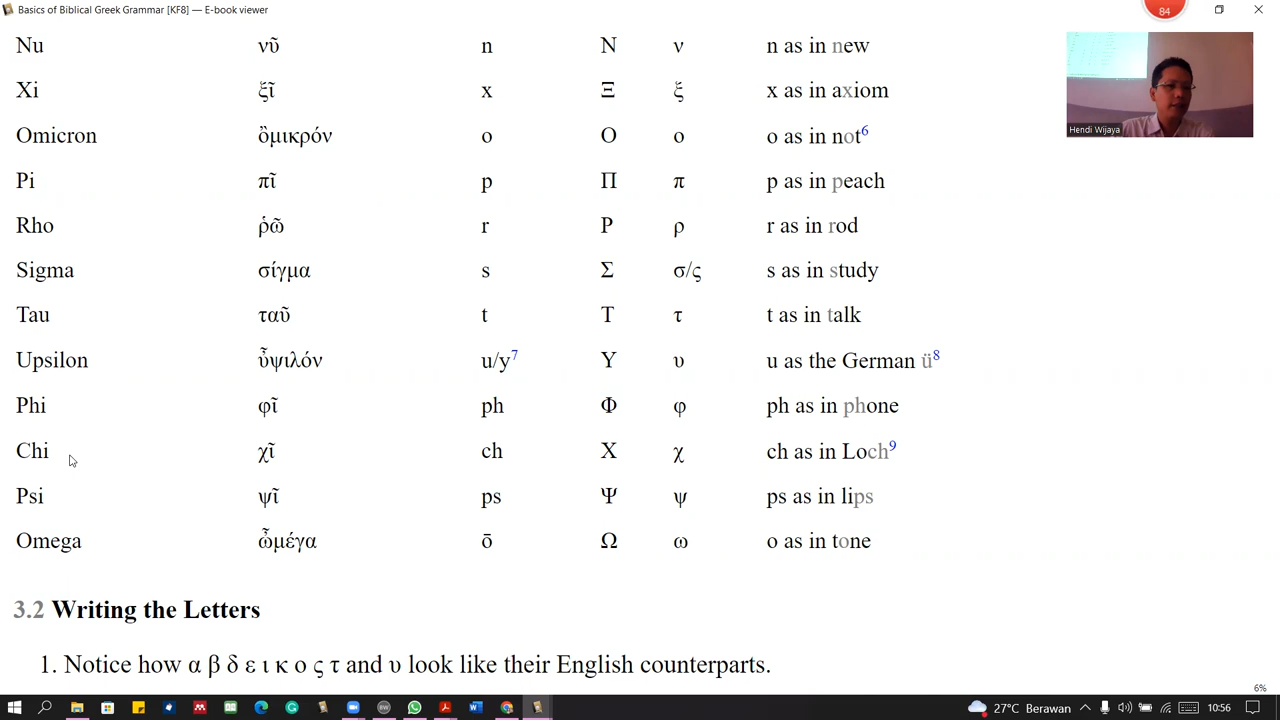 Basics of Biblical Greek Grammar [KF8] — E-book viewer
84
Nu νῦ n Ν ν n as in new
Hendi Wijaya
Xi ξῖ x Ξ ξ x as in axiom
Omicron ὂμικρόν o Ο ο o as in not6
Pi πῖ p Π π p as in peach
Rho ῥῶ r Ρ ρ r as in rod
Sigma σίγμα s Σ σ/ς s as in study
Tau ταῦ t Τ τ t as in talk
Upsilon ὖψιλόν u/y7 Υ υ u as the German ü8
Phi φῖ ph Φ φ ph as in phone
Chi χῖ ch Χ χ ch as in Loch9
Psi ψῖ ps Ψ ψ ps as in lips
Omega ὦμέγα ō Ω ω o as in tone
3.2 Writing the Letters
1. Notice how α β δ ε ι κ ο ς τ and υ look like their English counterparts.
6%
27°C Berawan 10:56